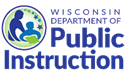 WISCONSIN
DEPARTMENT OF
Public
Instruction